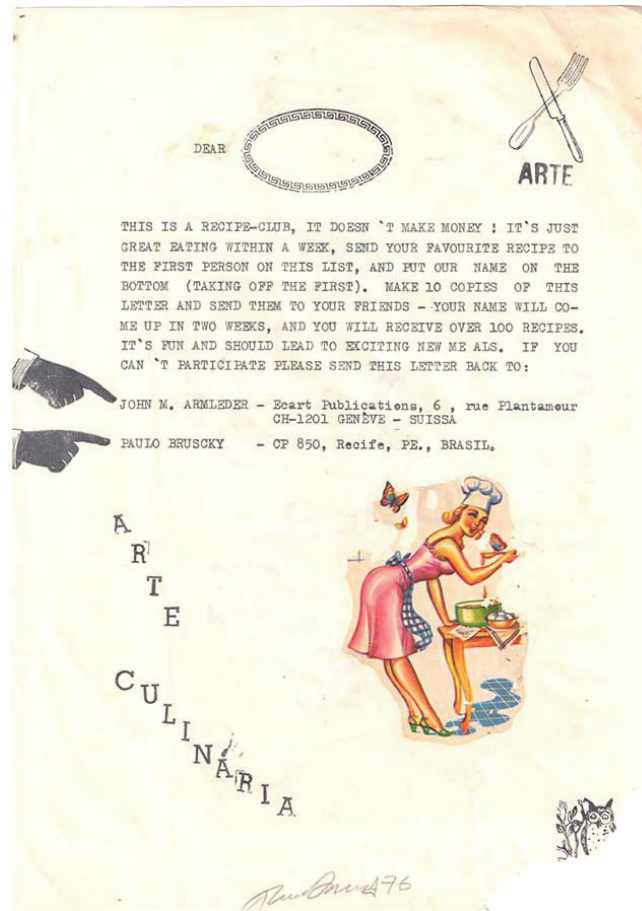 ARTE
DEAR
THIS IS A RECIPE-CLUB, IT DOESN `T MAKE MONEY ! IT`S JUST
GREAT EATING WITHIN A WEEK, SEND YOUR FAVOURITE RECIPE TO
THE FIRST PERSON ON THIS LIST, AND PUT OUR NAME ON THE
BOTTOM (TAKING OFF THE FIRST). MAKE 10 COPIES OF THIS
LETTER AND SEND THEM TO YOUR FRIENDS - YOUR NAME WILL CO-
ME UP IN TWO WEEKS, AND YOU WILL RECEIVE OVER 100 RECIPES.
IT`S FUN AND SHOULD LEAD TO EXCITING NEW ME ALS. IF YOU
CAN `T PARTICIPATE PLEASE SEND THIS LETTER BACK TO:
JOHN M. ARMLEDER - Ecart Publications, 6 , rue Plantamour
CH-1201 GENÈVE - SUISSA
PAULO BRUSCKY - CP 850, Recife, PE., BRASIL.
ARTE
CULINÁRIA
76